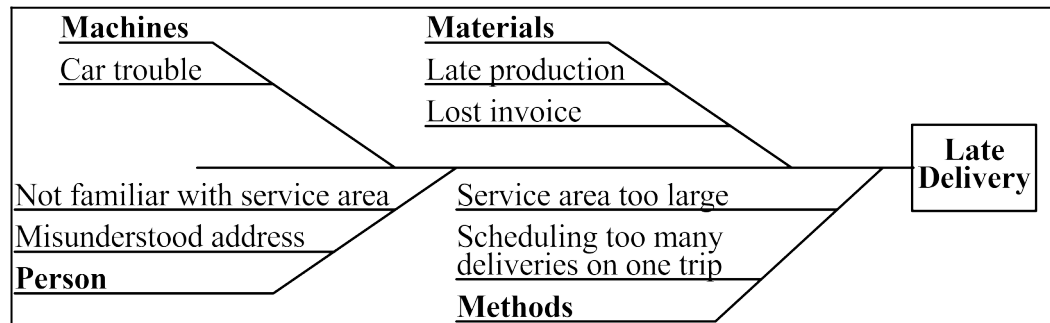 Machines
Car trouble
Materials
Late production
Lost invoice
Late
Delivery
Not familiar with service area
Misunderstood address
Person
Service area too large
Scheduling too many
deliveries on one trip
Methods